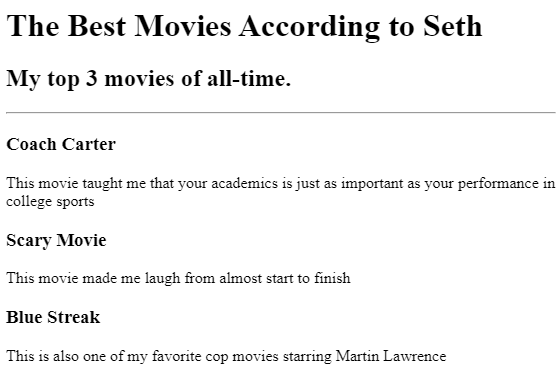 The Best Movies According to Seth
My top 3 movies of all-time.
Coach Carter
This movie taught me that your academics is just as important as your performance in
college sports
Scary Movie
This movie made me laugh from almost start to finish
Blue Streak
This is also one of my favorite cop movies starring Martin Lawrence